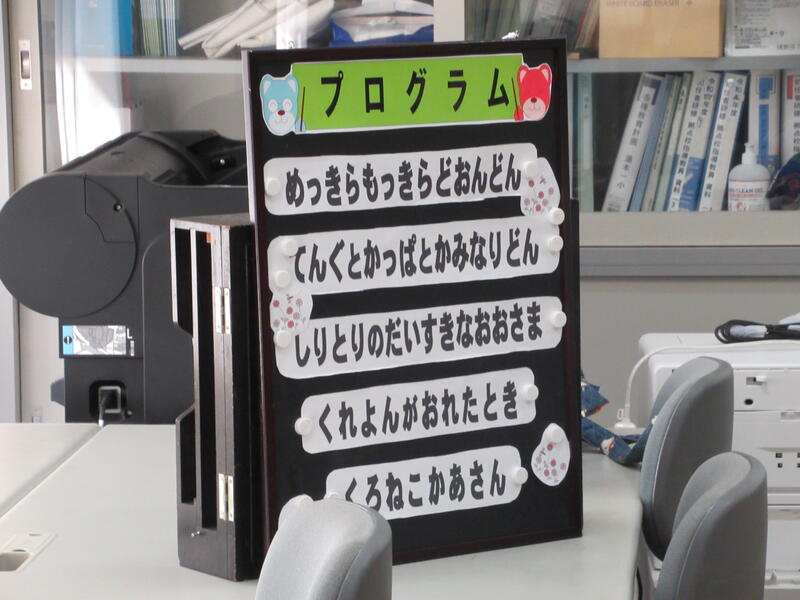 プログラム
めっきらもっきらどおんどん
てんぐとかっぱとかみなりどん
しりとりのだいすきなおおさま
くれよんがおれたとき
くろねこかあさん
WHITE BOARD ERASER